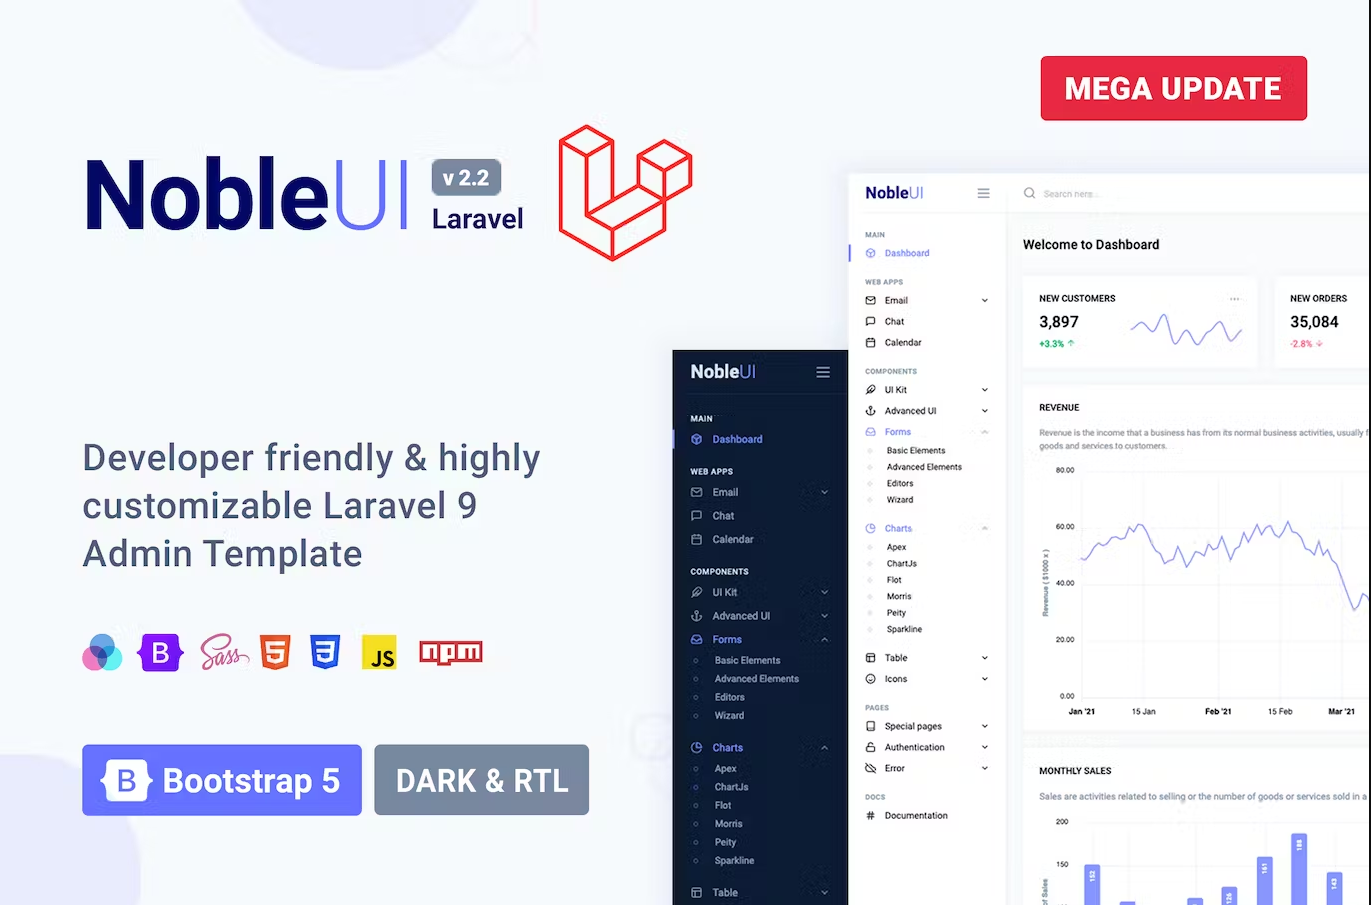 MEGA UPDATE
NobleUI
v 2.2
Laravel
Developer friendly & highly
customizable Laravel 9
Admin Template
B
Sass
5
3
JS
npm
B Bootstrap 5
DARK & RTL
NobleUI
MAIN
Dashboard
WEB APPS
Email
Chat
Calendar
COMPONENTS
UI Kit
Advanced UI
Forms
Basic Elements
Advanced Elements
Editors
Wizard
Charts
Apex
ChartJs
Flot
Morris
Peity
Sparkline
Table
NobleUI
Search here...
MAIN
Dashboard
WEB APPS
Email
Chat
Calendar
COMPONENTS
UI Kit
Advanced UI
Forms
Basic Elements
Advanced Elements
Editors
Wizard
Charts
Apex
ChartJs
Flot
Morris
Peity
Sparkline
Table
Icons
PAGES
Special pages
Authentication
Error
DOCS
# Documentation
Welcome to Dashboard
NEW CUSTOMERS
3,897
+3.3% ↑
NEW ORDERS
35,084
-2.8% ↓
REVENUE
Revenue is the income that a business has from its normal business activities, usually f
goods and services to customers.
80.00
60.00
40.00
20.00
0.00
Revenue ( $1000 x )
Jan '21
15 Jan
Feb '21
15 Feb
Mar '21
MONTHLY SALES
Sales are activities related to selling or the number of goods or services sold in a
200
150
of Sales
152
126
161
188
143